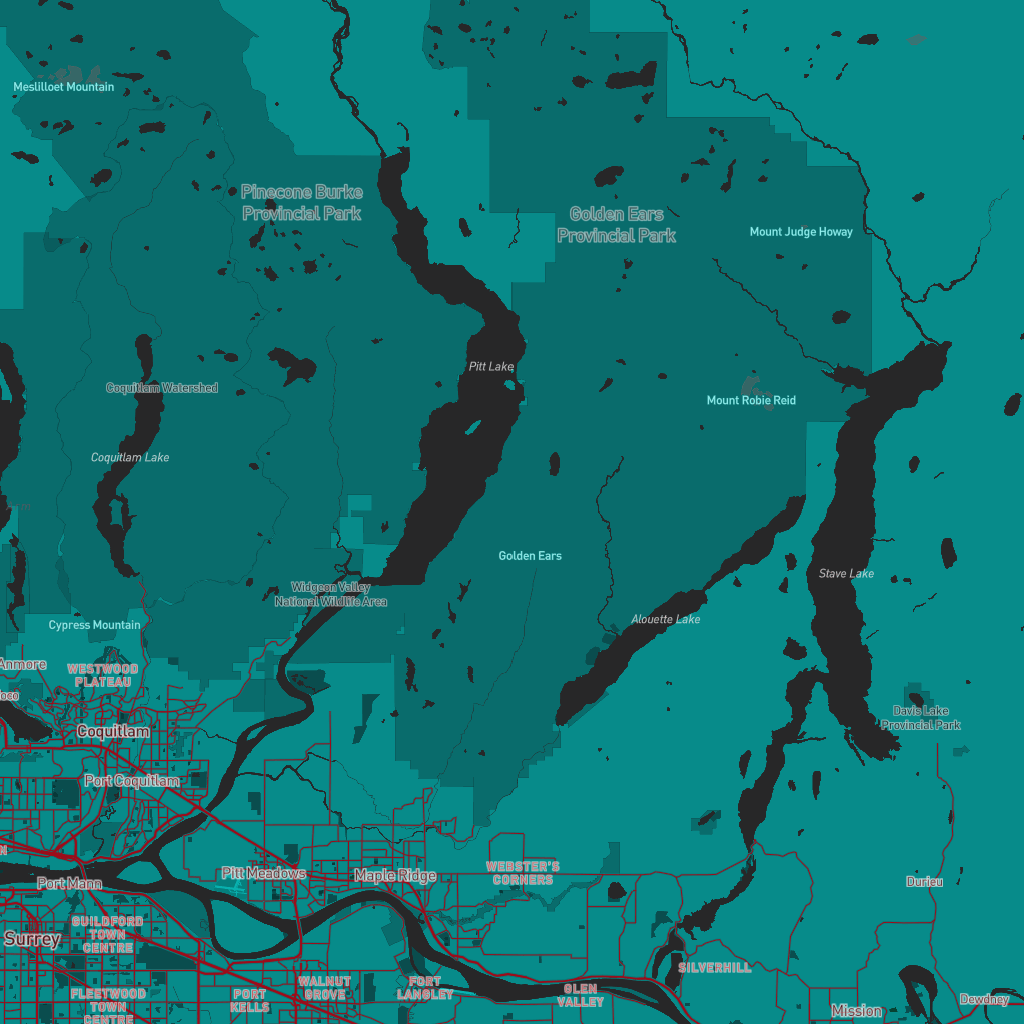 Meslilloet Mountain
Pinecone Burke
Provincial Park
Golden Ears
Provincial Park
Mount Judge Howay
Pitt Lake
Coquitlam Watershed
Mount Robie Reid
Coquitlam Lake
Golden Ears
Stave Lake
Widgeon Valley
National Wildlife Area
Alouette Lake
Cypress Mountain
Anmore
WESTWOOD
PLATEAU
oco
Davis Lake
Provincial Park
Coquitlam
Port Coquitlam
N
Port Mann
Pitt Meadows
Maple Ridge
WEBSTER'S
CORNERS
Durieu
GUILDFORD
TOWN
CENTRE
Surrey
SILVERHILL
WALNUT
GROVE
FORT
LANGLEY
GLEN
VALLEY
PORT
KELLS
FLEETWOOD
TOWN
CENTRE
Mission
Dewdney